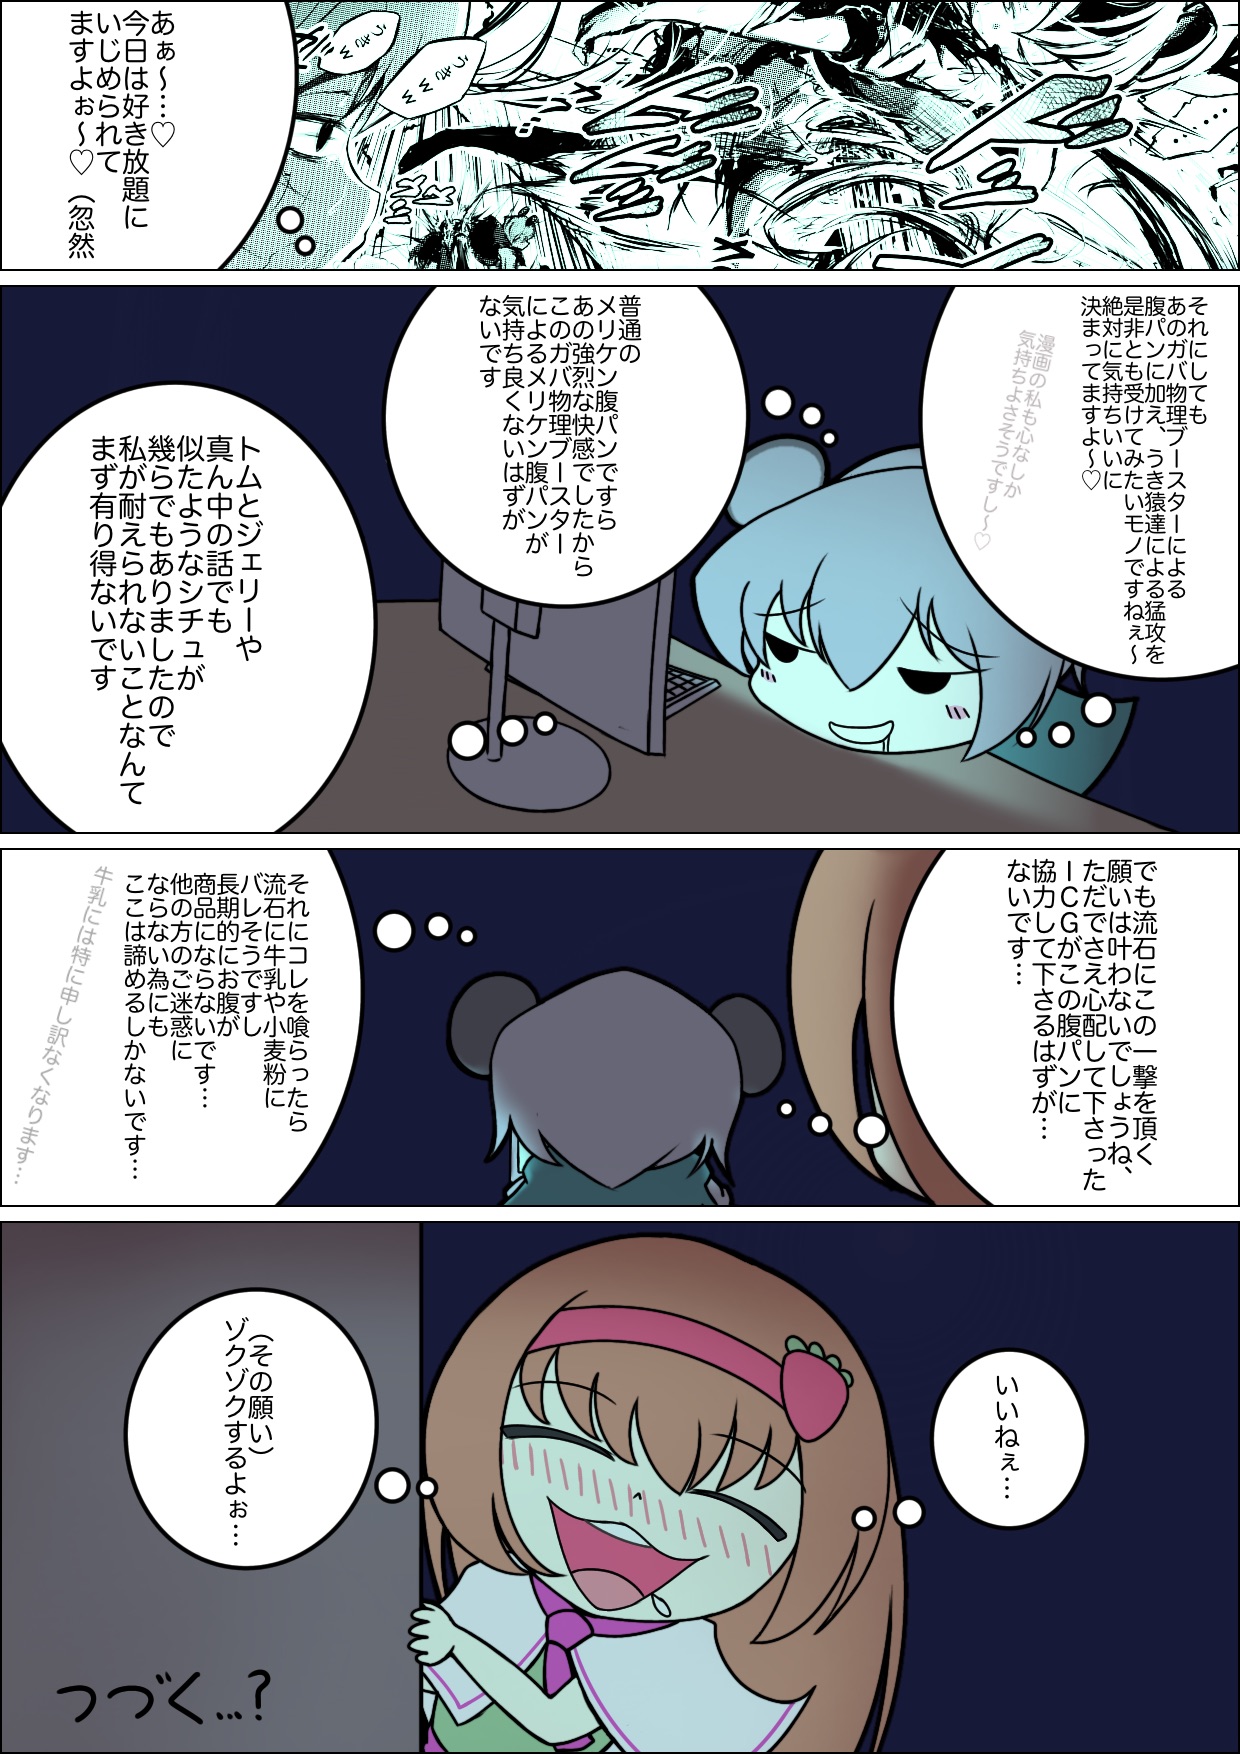 うきｗ
うきｗｗ
あぁ～…♡
今日は好き放題に
いじめられて
ますよぉ～♡（忽然
それにしても
あのガバ物理ブースターによる
腹パンに加え、うき猿達による猛攻を
是非とも受けてみたいモノですねぇ～
絶対に気持ちいいに
決まってますよ～♡
漫画の私も心なしか
気持ちよさそうですし～♡
普通の
メリケン腹パンですら
あの強烈な快感でしたから
このガバ物理ブースター
によるメリケン腹パンが
気持ち良くないはずが
ないです
トムとジェリーや
真ん中の話でも
似たようなシチュが
幾らでもありましたので
私が耐えられないことなんて
まず有り得ないです
でも流石にこの一撃を頂く
願いは叶わないでしょうね、
ただでさえ心配して下さった
ＩＣＧがこの腹パンに
協力して下さるはずが…
ないです…
それにコレを喰らったら
流石に牛乳や小麦粉に
バレそうですし
長期的にお腹が
商品にならないです…
他の方のご迷惑に
ならない為にも
ここは諦めるしかないです…
牛乳には特に申し訳なくなります…
いいねぇ…
（その願い）
ゾクゾクするよぉ…
つづく…?